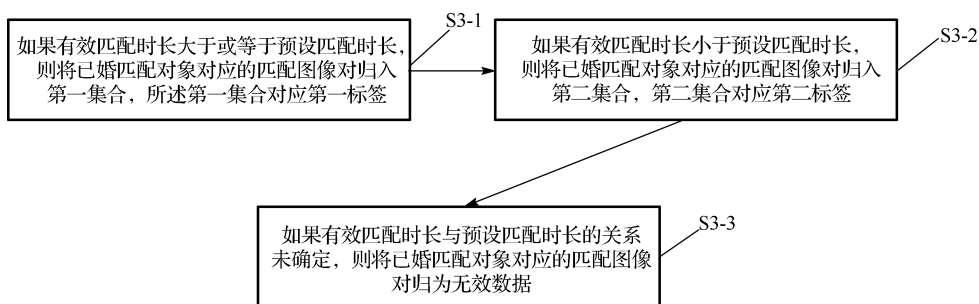 S3-1
如果有效匹配时长大于或等于预设匹配时长，
则将已婚匹配对象对应的匹配图像对归入
第一集合，所述第一集合对应第一标签
S3-2
如果有效匹配时长小于预设匹配时长，
则将已婚匹配对象对应的匹配图像对归入
第二集合，第二集合对应第二标签
S3-3
如果有效匹配时长与预设匹配时长的关系
未确定，则将已婚匹配对象对应的匹配图像
对归为无效数据